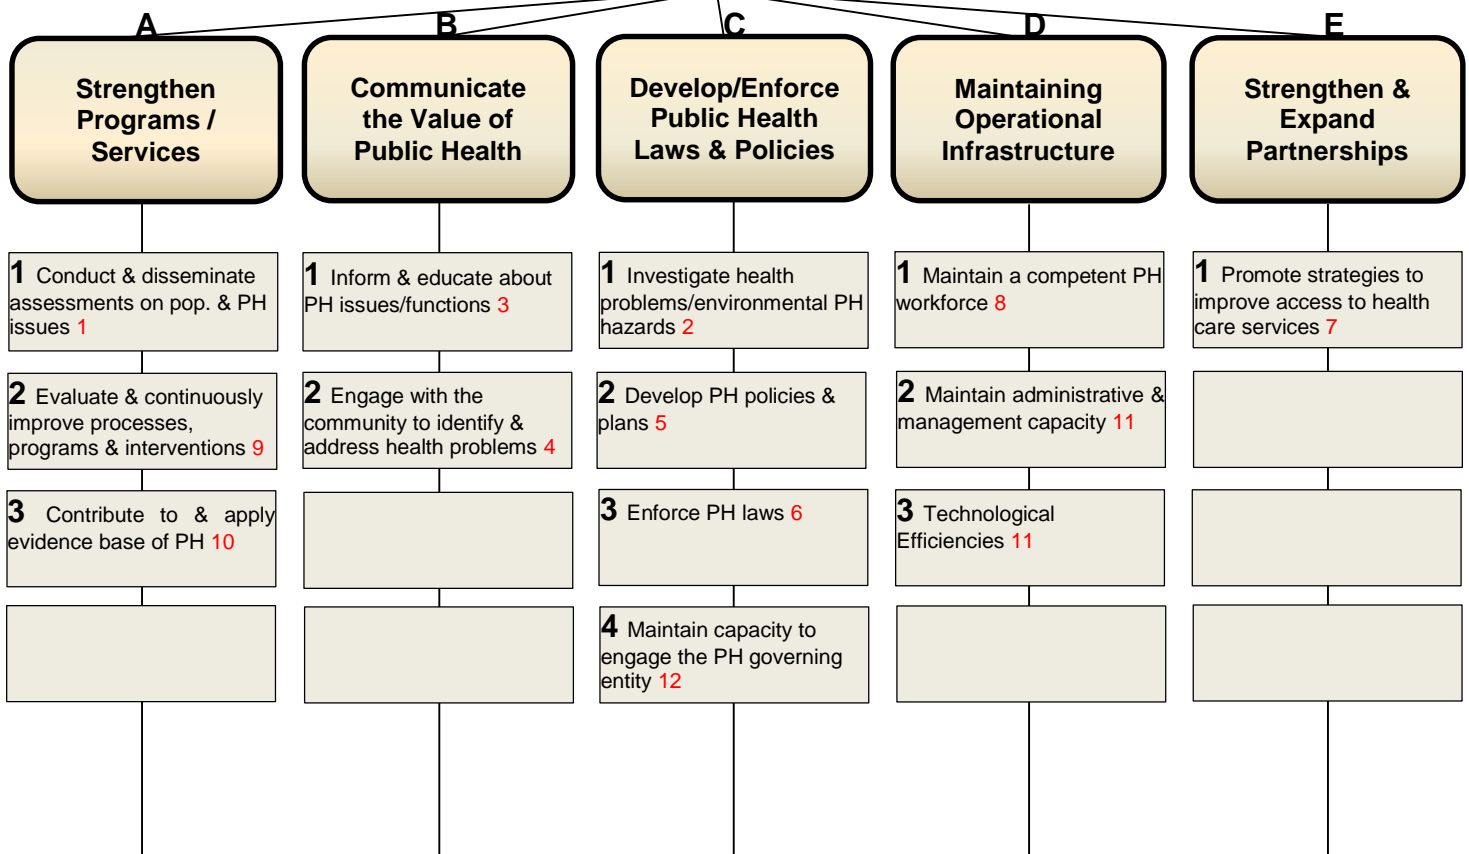 A
Strengthen
Programs /
Services
1 Conduct & disseminate
assessments on pop. & PH
issues 1
2 Evaluate & continuously
improve processes,
programs & interventions 9
3 Contribute to & apply
evidence base of PH 10
B
Communicate
the Value of
Public Health
1 Inform & educate about
PH issues/functions 3
2 Engage with the
community to identify &
address health problems 4
C
Develop/Enforce
Public Health
Laws & Policies
1 Investigate health
problems/environmental PH
hazards 2
2 Develop PH policies &
plans 5
3 Enforce PH laws 6
4 Maintain capacity to
engage the PH governing
entity 12
D
Maintaining
Operational
Infrastructure
1 Maintain a competent PH
workforce 8
2 Maintain administrative &
management capacity 11
3 Technological
Efficiencies 11
E
Strengthen &
Expand
Partnerships
1 Promote strategies to
improve access to health
care services 7